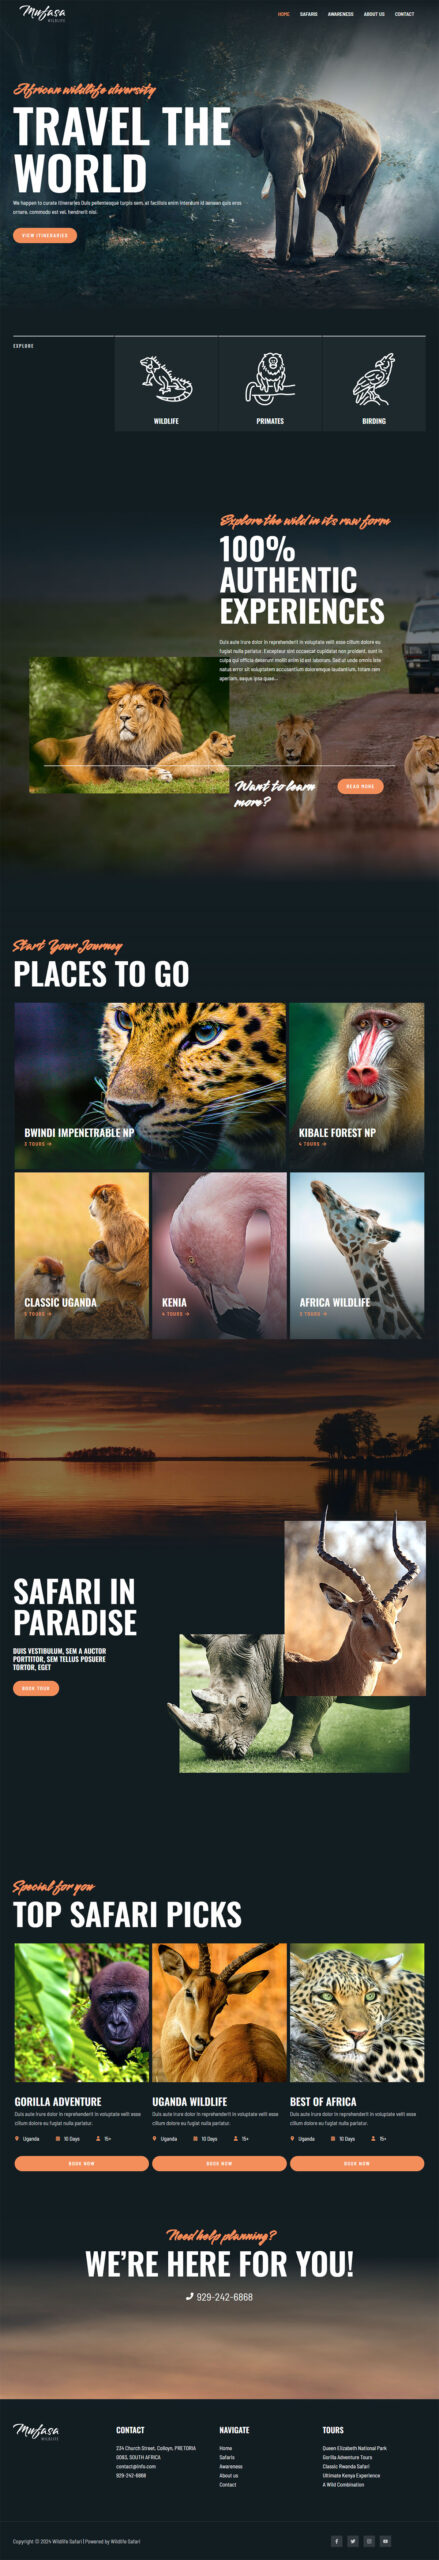 Mufasa
WILDLIFE
HOME SAFARIS AWARENESS ABOUT US CONTACT
African wildlife diversity
TRAVEL THE
WORLD
We happen to curate itineraries Duis pellentesque turpis sem, at facilisis enim interdum id aenean quis eros
ornare, commodo est vel, hendrerit nisi.
VIEW ITINERARIES
EXPLORE
WILDLIFE
PRIMATES
BIRDING
Explore the wild in its raw form
100%
AUTHENTIC
EXPERIENCES
Duis aute irure dolor in reprehenderit in voluptate velit esse cillum dolore eu
fugiat nulla pariatur. Excepteur sint occaecat cupidatat non proident, sunt in
culpa qui officia deserunt mollit anim id est laborum. Sed ut unde omnis iste
natus error sit voluptatem accusantium doloremque laudantium, totam rem
aperiam, eaque ipsa quae...
Want to learn
more?
READ MORE
Start Your Journey
PLACES TO GO
BWINDI IMPENETRABLE NP
3 TOURS →
KIBALE FOREST NP
4 TOURS →
CLASSIC UGANDA
5 TOURS →
KENIA
4 TOURS →
AFRICA WILDLIFE
TOURS →
SAFARI IN
PARADISE
DUIS VESTIBULUM, SEM A AUCTOR
PORTTITOR, SEM TELLUS POSUERE
TORTOR, EGET
BOOK TOUR
Special for you
TOP SAFARI PICKS
GORILLA ADVENTURE
Duis aute irure dolor in reprehenderit in voluptate velit esse
cillum dolore eu fugiat nulla pariatur.
Uganda 10 Days 15+
BOOK NOW
UGANDA WILDLIFE
Duis aute irure dolor in reprehenderit in voluptate velit esse
cillum dolore eu fugiat nulla pariatur.
Uganda 10 Days 15+
BOOK NOW
BEST OF AFRICA
Duis aute irure dolor in reprehenderit in voluptate velit esse
cillum dolore eu fugiat nulla pariatur.
Uganda 10 Days 15+
BOOK NOW
Need help planning?
WE'RE HERE FOR YOU!
929-242-6868
Mufasa
WILDLIFE
CONTACT
234 Church Street, Colloyn, PRETORIA
0083, SOUTH AFRICA
contact@info.com
929-242-6868
NAVIGATE
Home
Safaris
Awareness
About us
Contact
TOURS
Queen Elizabeth National Park
Gorilla Adventure Tours
Classic Rwanda Safari
Ultimate Kenya Experience
A Wild Combination
Copyright © 2024 Wildlife Safari | Powered by Wildlife Safari